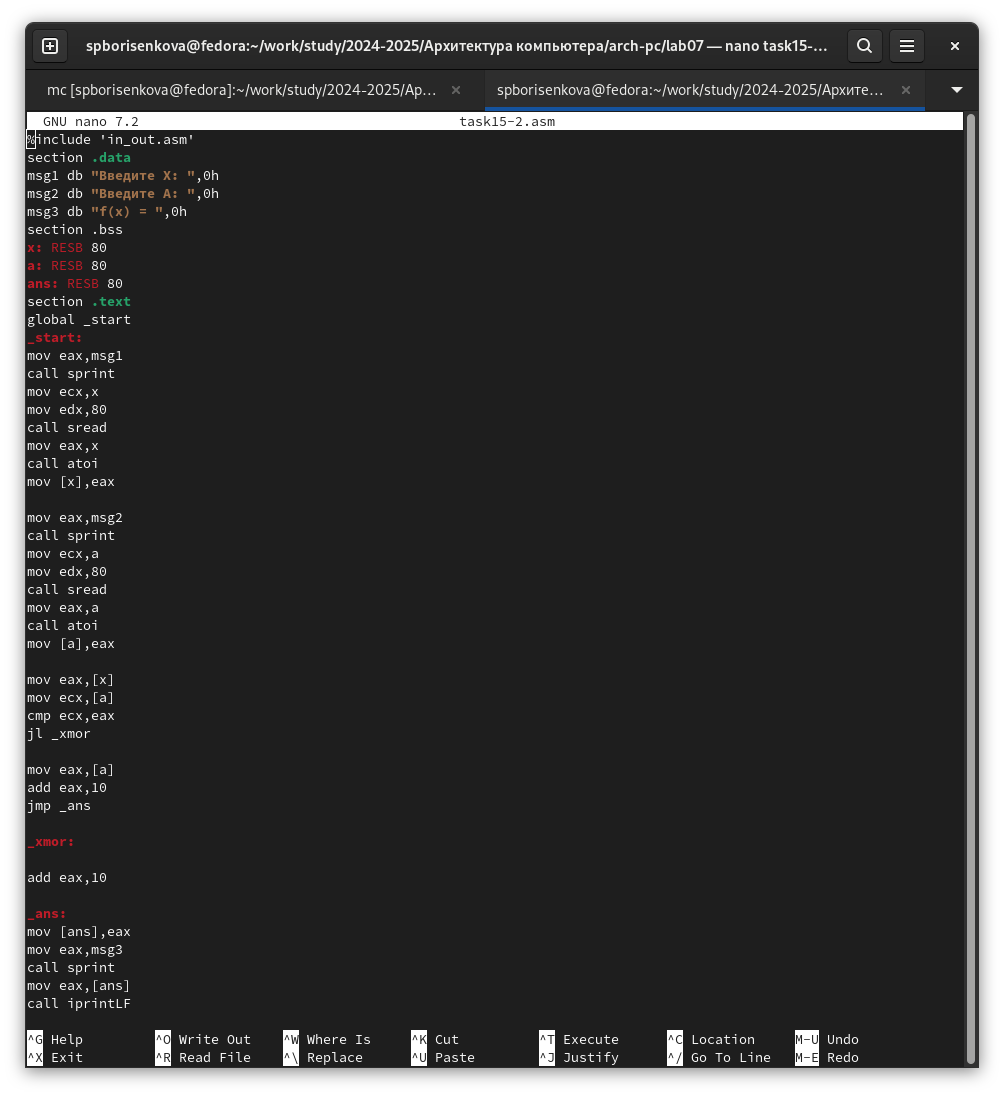 spborisenkova@fedora:~/work/study/2024-2025/Архитектура компьютера/arch-pc/lab07 — nano task15-…
mc [spborisenkova@fedora]:~/work/study/2024-2025/Ар… × spborisenkova@fedora:~/work/study/2024-2025/Архите… ×
GNU nano 7.2 task15-2.asm
%include 'in_out.asm'
section .data
msg1 db "Введите X: ",0h
msg2 db "Введите A: ",0h
msg3 db "f(x) = ",0h
section .bss
x: RESB 80
a: RESB 80
ans: RESB 80
section .text
global _start
_start:
mov eax,msg1
call sprint
mov ecx,x
mov edx,80
call sread
mov eax,x
call atoi
mov [x],eax
mov eax,msg2
call sprint
mov ecx,a
mov edx,80
call sread
mov eax,a
call atoi
mov [a],eax
mov eax,[x]
mov ecx,[a]
cmp ecx,eax
jl _xmor
mov eax,[a]
add eax,10
jmp _ans
_xmor:
add eax,10
_ans:
mov [ans],eax
mov eax,msg3
call sprint
mov eax,[ans]
call iprintLF
^G Help ^O Write Out ^W Where Is ^K Cut ^T Execute ^C Location M-U Undo
^X Exit ^R Read File ^\ Replace ^U Paste ^J Justify ^/ Go To Line M-E Redo